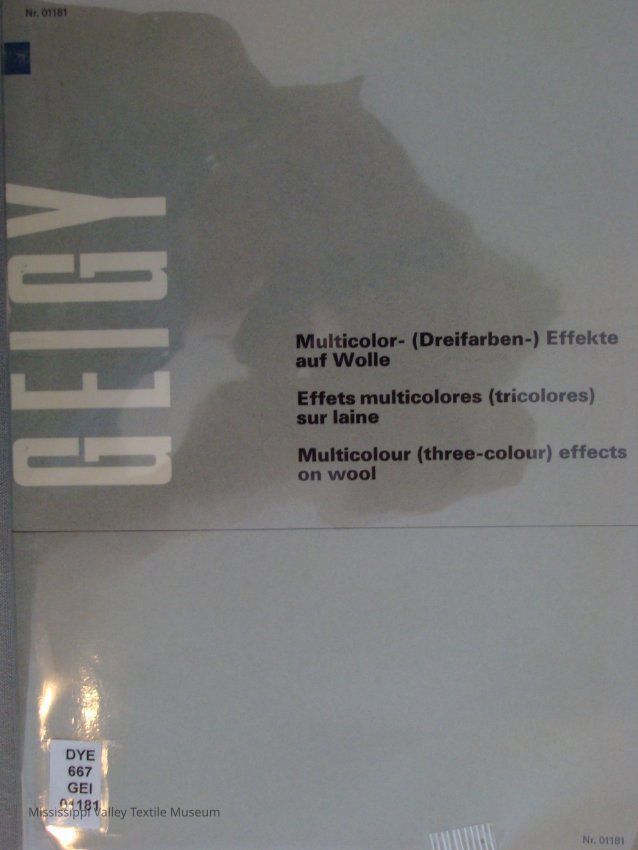 Nr. 01181
GEIGY
Multicolor- (Dreifarben-) Effekte
auf Wolle
Effets multicolores (tricolores)
sur laine
Multicolour (three-colour) effects
on wool
DYE
667
GEI
01181
Mississippi Valley Textile Museum
Nr. 01181